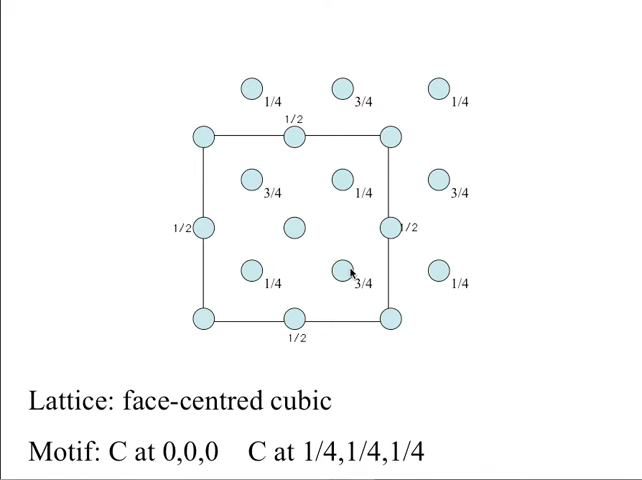 1/4 3/4 1/4
1/2
3/4 1/4 3/4
1/2 1/2
1/4 3/4 1/4
1/2
Lattice: face-centred cubic
Motif: C at 0,0,0 C at 1/4,1/4,1/4